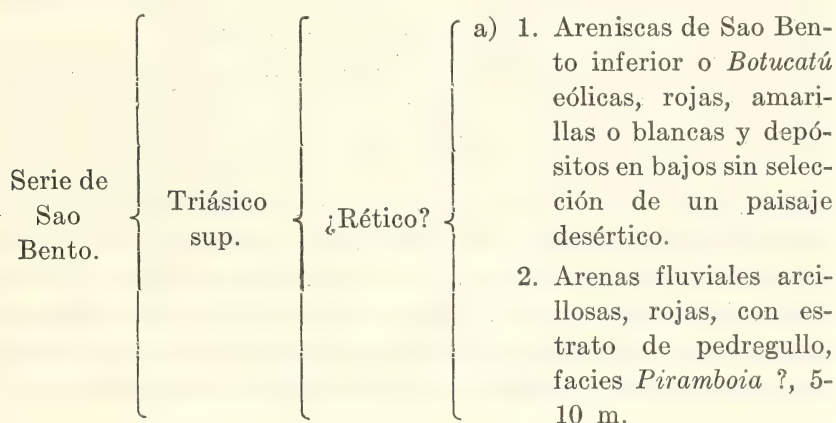 Serie de
Sao
Bento.
Triásico
sup.
¿Rético?
a) 1. Areniscas de Sao Ben-
to inferior o Botucatú
eólicas, rojas, amari-
llas o blancas y depó-
sitos en bajos sin selec-
ción de un paisaje
desértico.
2. Arenas fluviales arci-
llosas, rojas, con es-
trato de pedregullo,
facies Piramboia ?, 5-
10 m.